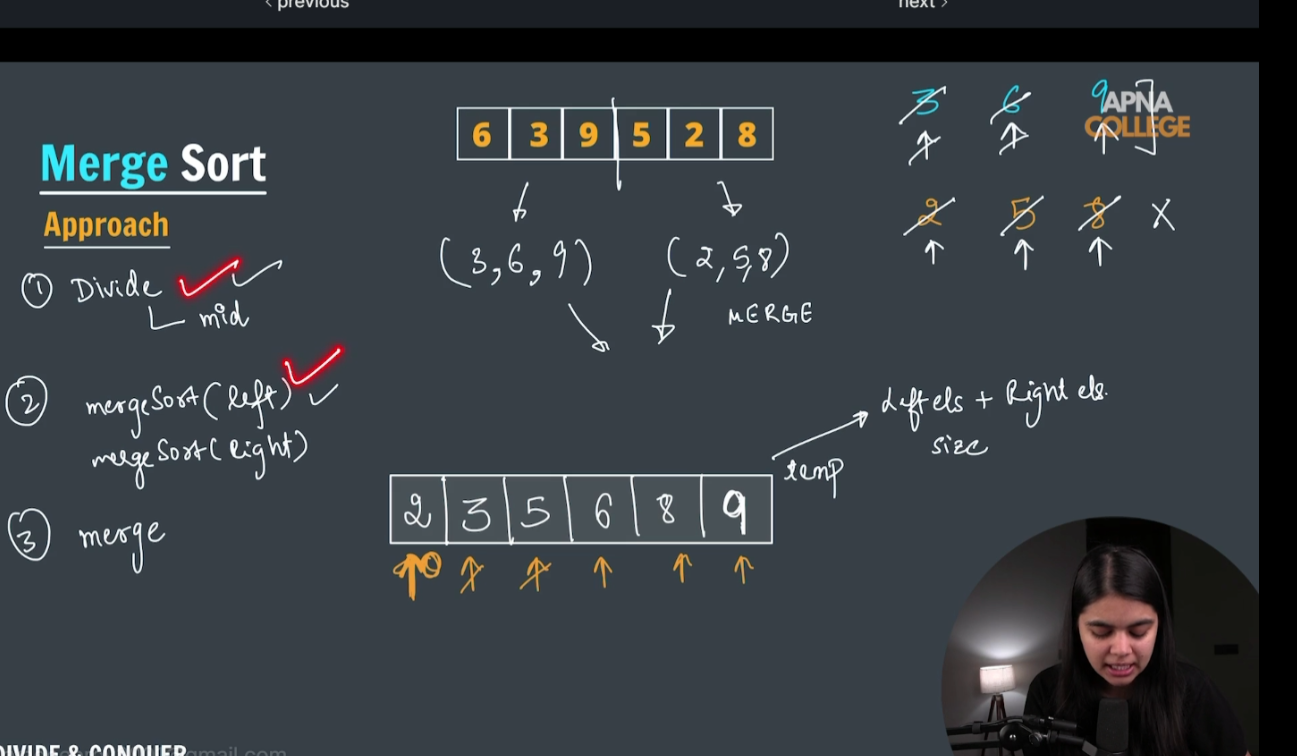 < previous
next >
Merge Sort
Approach
① Divide
mid
② mergeSort(left)
mergeSort(Right)
③ merge
6 3 9 5 2 8
(3,6,9) (2,5,8)
MERGE
3 6 9 ]
2 5 8 X
APNA
COLLEGE
Left els + Right els.
size
temp
2 3 5 6 8 9
DIVIDE & CONQUER
gmail.com